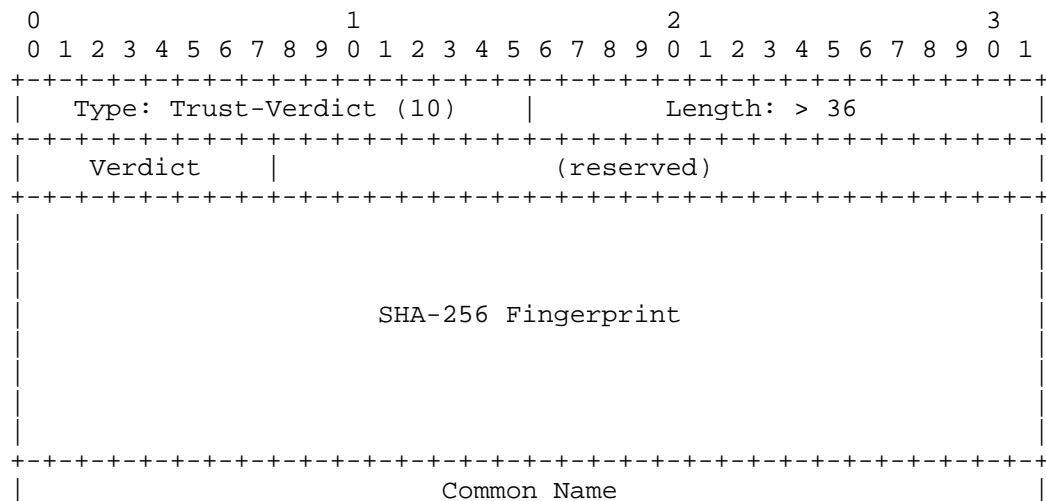 0                   1                   2                   3
0 1 2 3 4 5 6 7 8 9 0 1 2 3 4 5 6 7 8 9 0 1 2 3 4 5 6 7 8 9 0 1
+-+-+-+-+-+-+-+-+-+-+-+-+-+-+-+-+-+-+-+-+-+-+-+-+-+-+-+-+-+-+-+-+
|   Type: Trust-Verdict (10)    |        Length: > 36           |
+-+-+-+-+-+-+-+-+-+-+-+-+-+-+-+-+-+-+-+-+-+-+-+-+-+-+-+-+-+-+-+-+
|    Verdict    |                 (reserved)                    |
+-+-+-+-+-+-+-+-+-+-+-+-+-+-+-+-+-+-+-+-+-+-+-+-+-+-+-+-+-+-+-+-+
|                                                               |
|                                                               |
|                                                               |
|                      SHA-256 Fingerprint                      |
|                                                               |
|                                                               |
|                                                               |
|                                                               |
+-+-+-+-+-+-+-+-+-+-+-+-+-+-+-+-+-+-+-+-+-+-+-+-+-+-+-+-+-+-+-+-+
|                          Common Name                          |